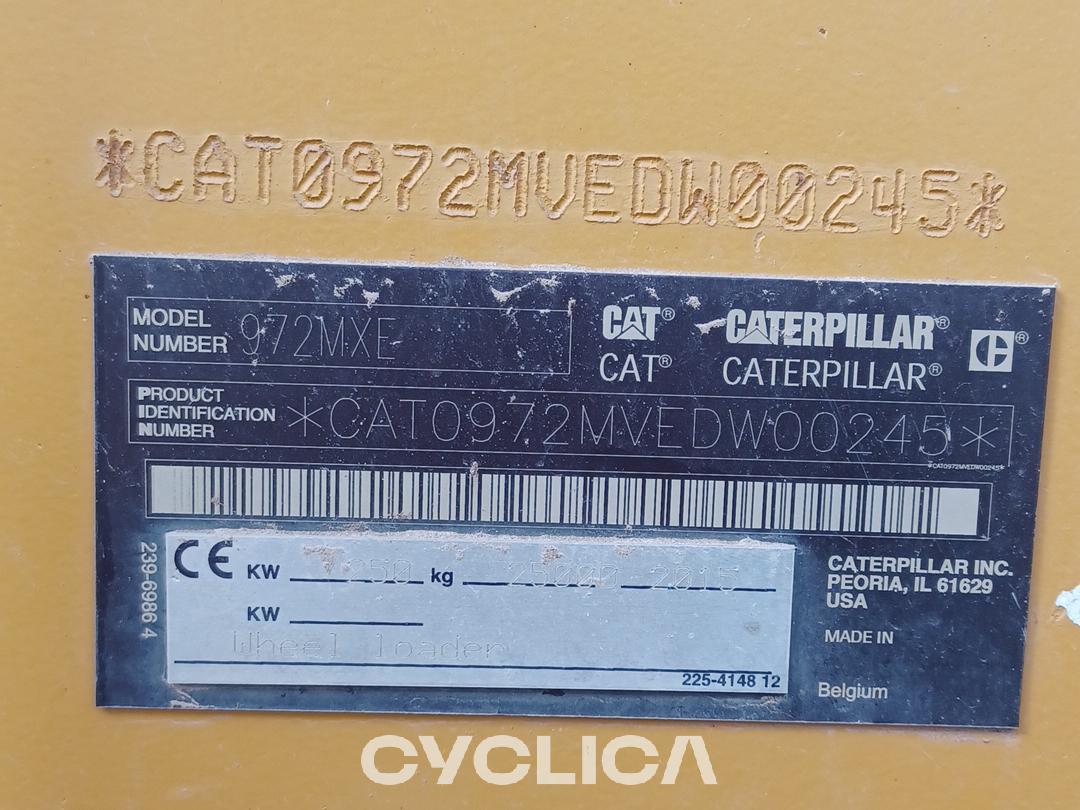 *CAT0972MVEDW00245*
MODEL NUMBER 972MXE
CAT® CATERPILLAR® ®
CAT® CATERPILLAR®
PRODUCT IDENTIFICATION NUMBER *CAT0972MVEDW00245*
*CAT0972MVEDW00245*
239-6986 4
CE KW 250 kg 25000 2015
KW
Wheel loader
225-4148 12
CATERPILLAR INC.
PEORIA, IL 61629
USA
MADE IN
Belgium
CYCLICA